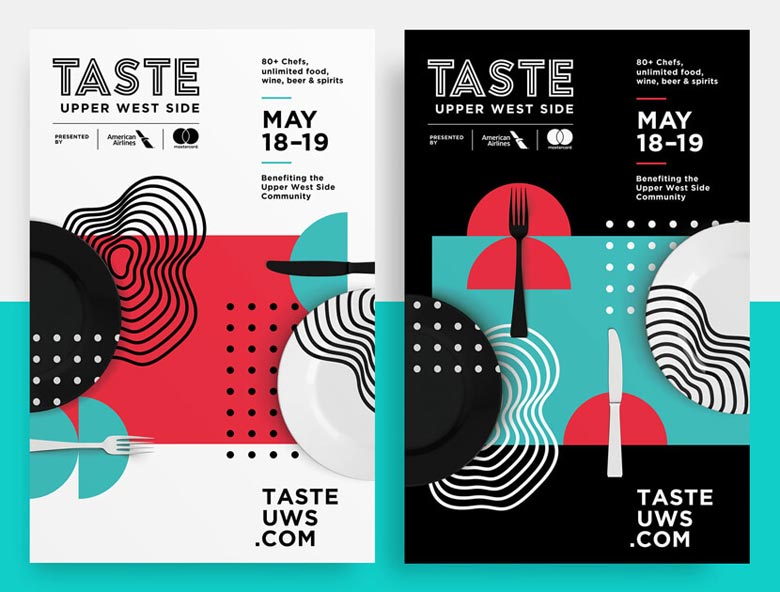 TASTE
UPPER WEST SIDE
PRESENTED
BY
American
Airlines
mastercard
80+ Chefs,
unlimited food,
wine, beer & spirits
MAY
18–19
Benefiting the
Upper West Side
Community
TASTE
UWS
.COM
TASTE
UPPER WEST SIDE
PRESENTED
BY
American
Airlines
mastercard
80+ Chefs,
unlimited food,
wine, beer & spirits
MAY
18–19
Benefiting the
Upper West Side
Community
TASTE
UWS
.COM